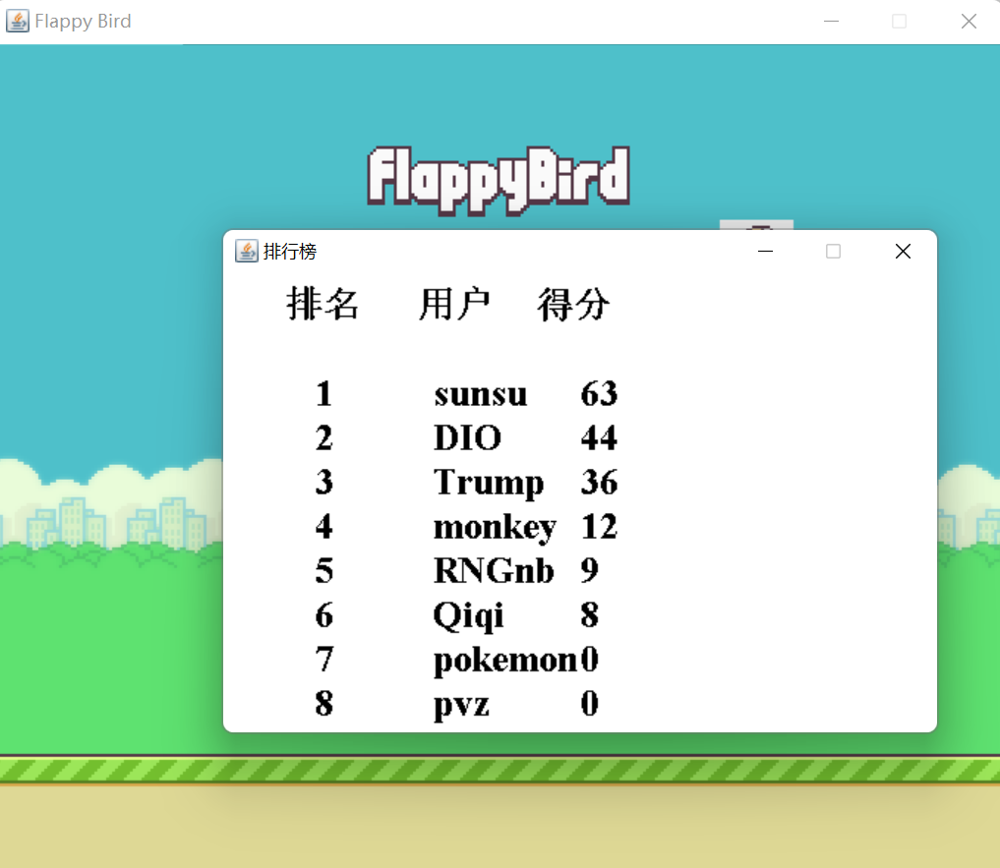 Flappy Bird
FlappyBird
排行榜
排名 用户 得分
1 sunsu 63
2 DIO 44
3 Trump 36
4 monkey 12
5 RNGnb 9
6 Qiqi 8
7 pokemon 0
8 pvz 0